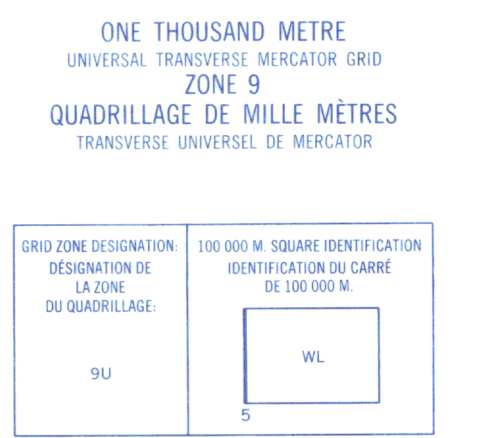 ONE THOUSAND METRE
UNIVERSAL TRANSVERSE MERCATOR GRID
ZONE 9
QUADRILLAGE DE MILLE MÈTRES
TRANSVERSE UNIVERSEL DE MERCATOR
GRID ZONE DESIGNATION:
DÉSIGNATION DE
LA ZONE
DU QUADRILLAGE:
9U
100 000 M. SQUARE IDENTIFICATION
IDENTIFICATION DU CARRÉ
DE 100 000 M.
WL
5